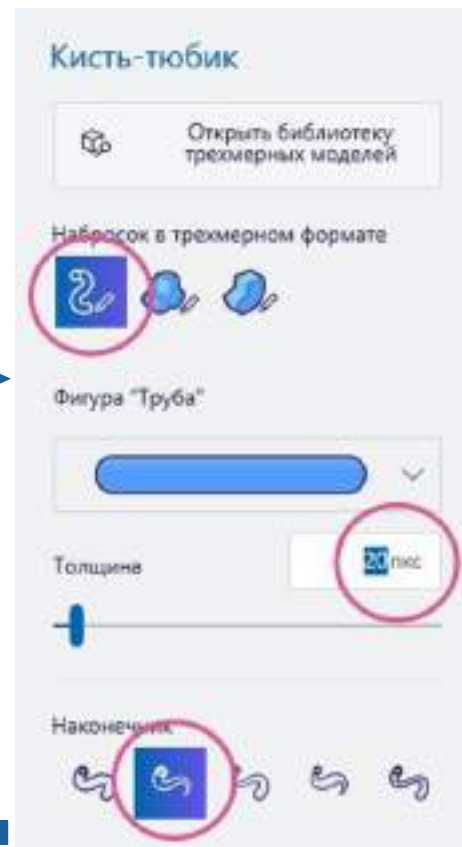 Кисть-тюбик
Открыть библиотеку
трехмерных моделей
Набросок в трехмерном формате
Фигура "Труба"
Толщина
20 пкс
Наконечник